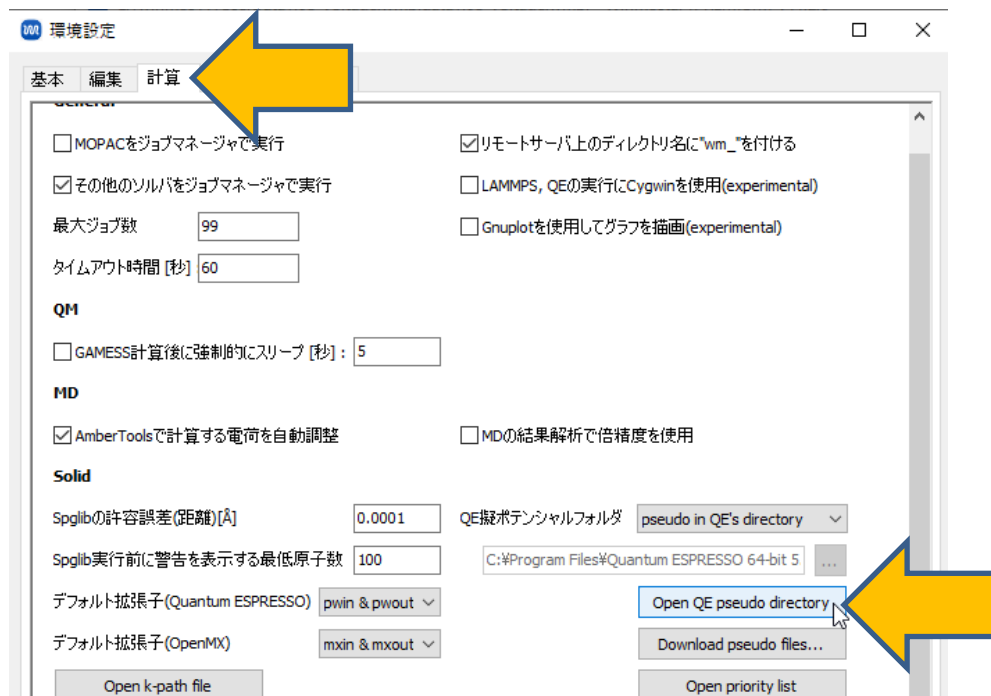 環境設定
基本 編集 計算
General
MOPACをジョブマネージャで実行
リモートサーバ上のディレクトリ名に"wm_"を付ける
その他のソルバをジョブマネージャで実行
LAMMPS, QEの実行にCygwinを使用(experimental)
最大ジョブ数 99
Gnuplotを使用してグラフを描画(experimental)
タイムアウト時間 [秒] 60
QM
GAMESS計算後に強制的にスリープ [秒] : 5
MD
AmberToolsで計算する電荷を自動調整
MDの結果解析で倍精度を使用
Solid
Spglibの許容誤差(距離)[Å] 0.0001
QE擬ポテンシャルフォルダ pseudo in QE's directory
Spglib実行前に警告を表示する最低原子数 100
C:¥Program Files¥Quantum ESPRESSO 64-bit 5 ...
デフォルト拡張子(Quantum ESPRESSO) pwin & pwout
Open QE pseudo directory
デフォルト拡張子(OpenMX) mxin & mxout
Download pseudo files...
Open k-path file
Open priority list